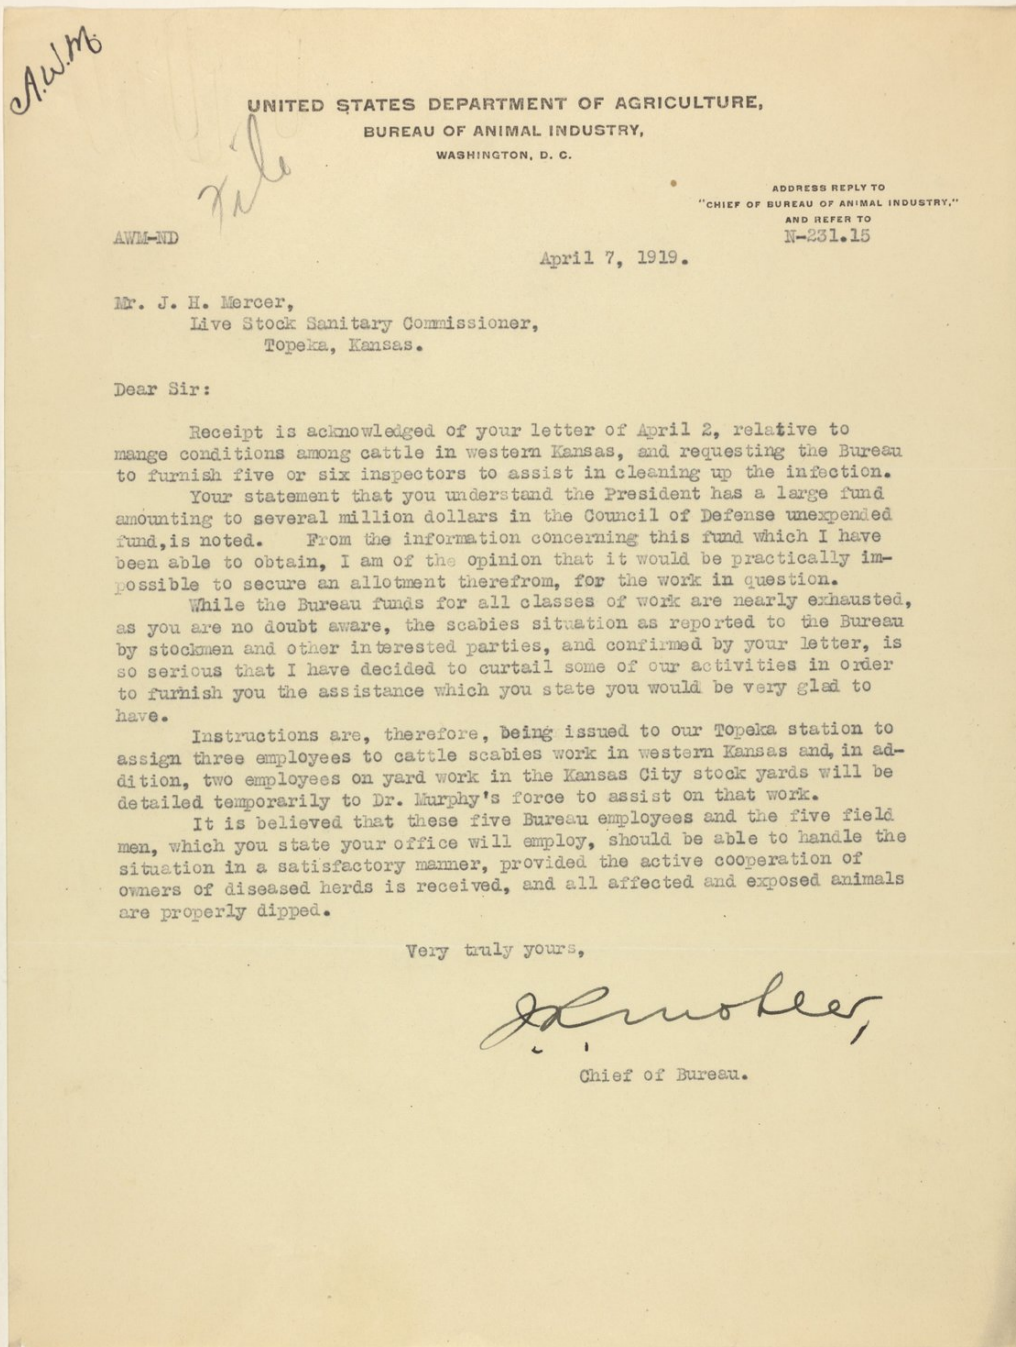 A.W.M.
UNITED STATES DEPARTMENT OF AGRICULTURE,
BUREAU OF ANIMAL INDUSTRY,
WASHINGTON, D. C.
File
ADDRESS REPLY TO
"CHIEF OF BUREAU OF ANIMAL INDUSTRY,"
AND REFER TO
N-231.15
AWM-ND
April 7, 1919.
Mr. J. H. Mercer,
Live Stock Sanitary Commissioner,
Topeka, Kansas.
Dear Sir:
Receipt is acknowledged of your letter of April 2, relative to
mange conditions among cattle in western Kansas, and requesting the Bureau
to furnish five or six inspectors to assist in cleaning up the infection.
Your statement that you understand the President has a large fund
amounting to several million dollars in the Council of Defense unexpended
fund,is noted. From the information concerning this fund which I have
been able to obtain, I am of the opinion that it would be practically im-
possible to secure an allotment therefrom, for the work in question.
While the Bureau funds for all classes of work are nearly exhausted,
as you are no doubt aware, the scabies situation as reported to the Bureau
by stockmen and other interested parties, and confirmed by your letter, is
so serious that I have decided to curtail some of our activities in order
to furnish you the assistance which you state you would be very glad to
have.
Instructions are, therefore, being issued to our Topeka station to
assign three employees to cattle scabies work in western Kansas and, in ad-
dition, two employees on yard work in the Kansas City stock yards will be
detailed temporarily to Dr. Murphy's force to assist on that work.
It is believed that these five Bureau employees and the five field
men, which you state your office will employ, should be able to handle the
situation in a satisfactory manner, provided the active cooperation of
owners of diseased herds is received, and all affected and exposed animals
are properly dipped.
Very truly yours,
J. R. Mohler,
Chief of Bureau.